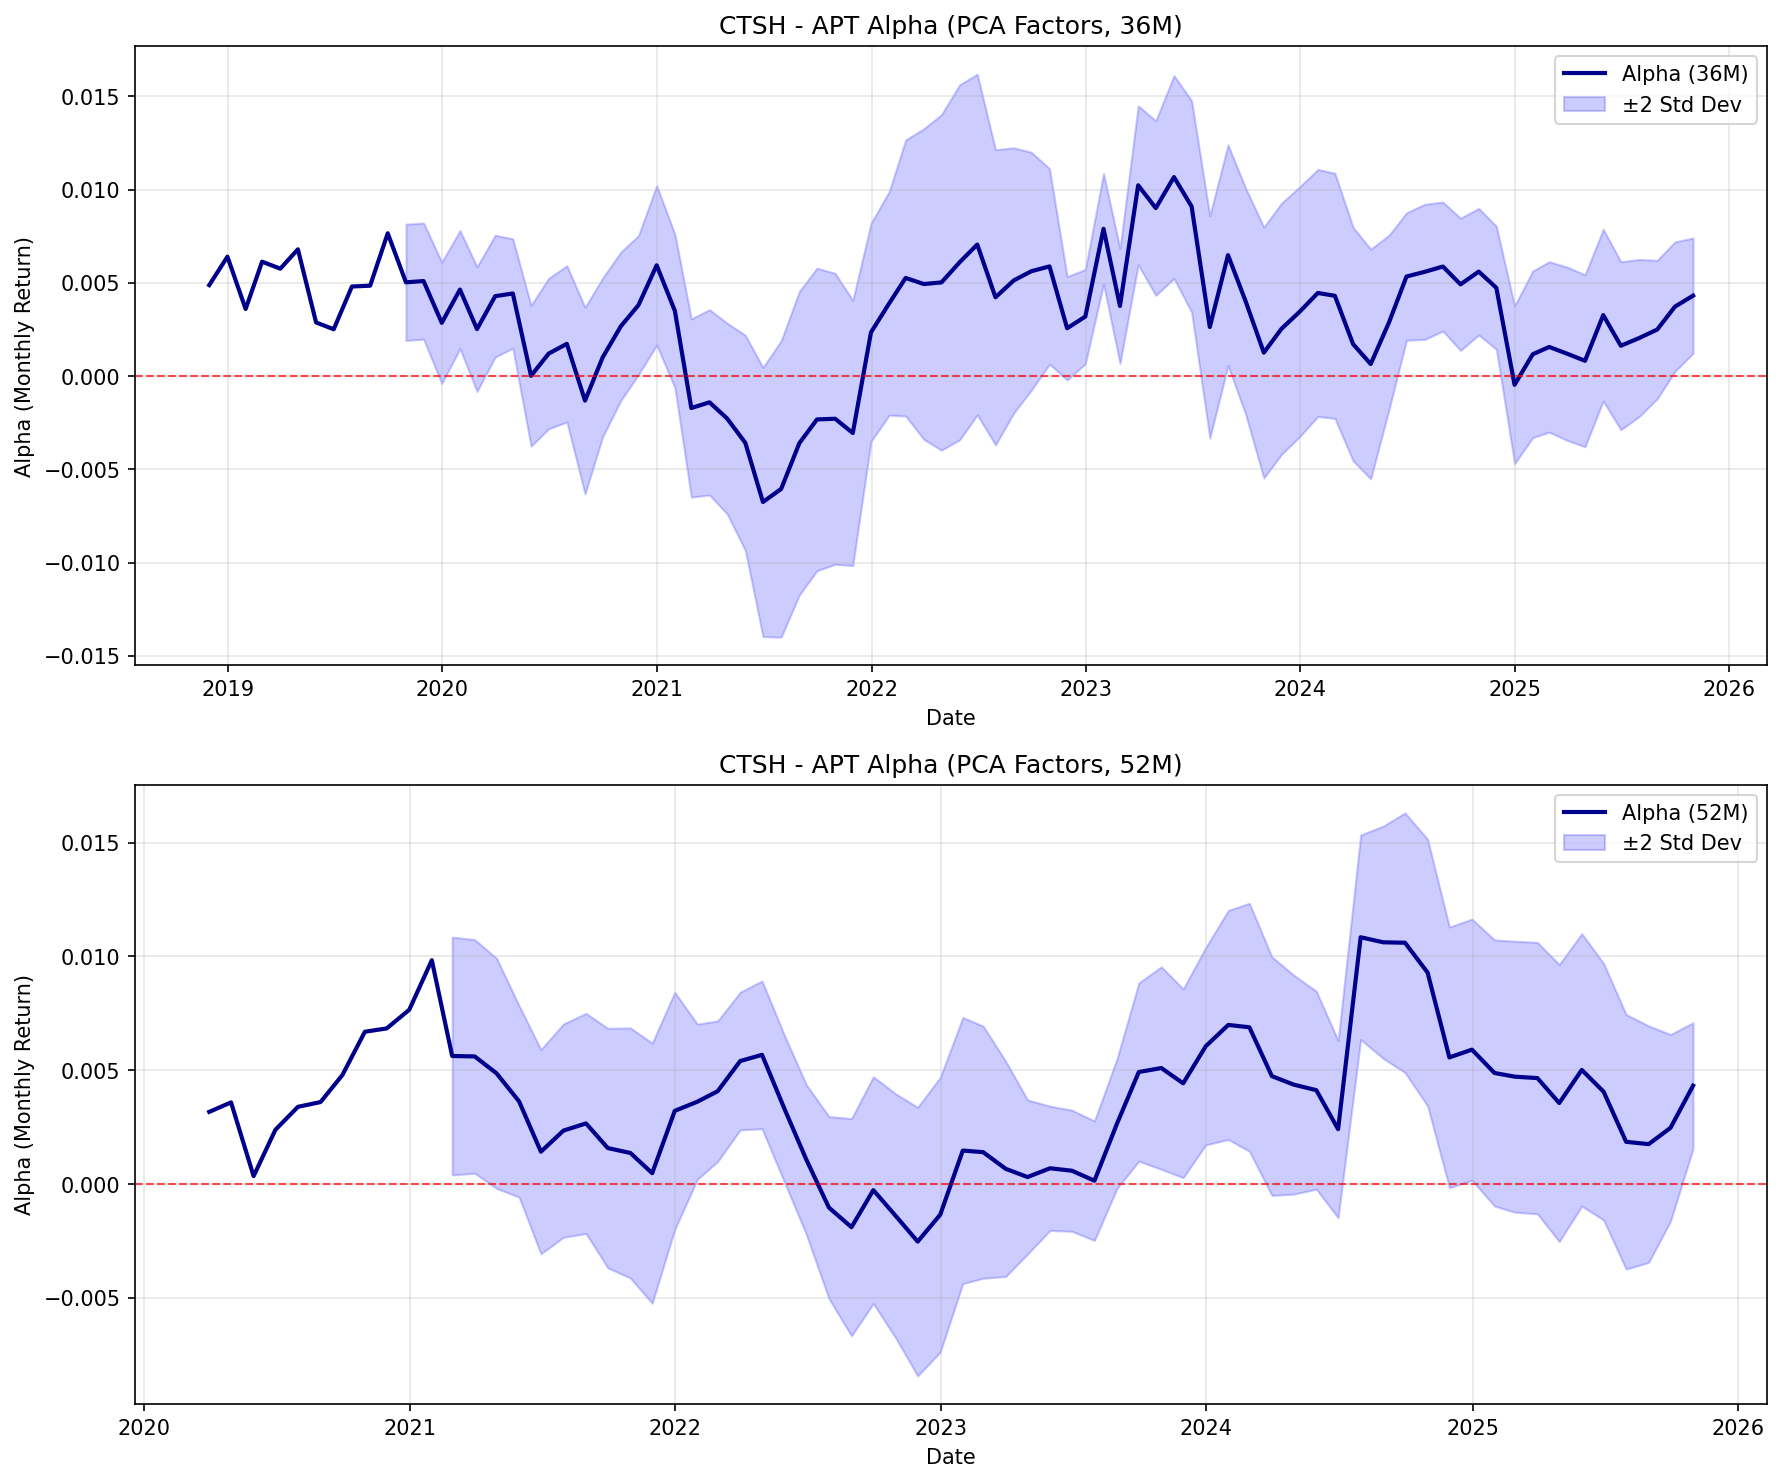 CTSH - APT Alpha (PCA Factors, 36M)
Alpha (36M)
±2 Std Dev
Alpha (Monthly Return)
0.015
0.010
0.005
0.000
−0.005
−0.010
−0.015
2019 2020 2021 2022 2023 2024 2025 2026
Date
CTSH - APT Alpha (PCA Factors, 52M)
Alpha (52M)
±2 Std Dev
Alpha (Monthly Return)
0.015
0.010
0.005
0.000
−0.005
2020 2021 2022 2023 2024 2025 2026
Date